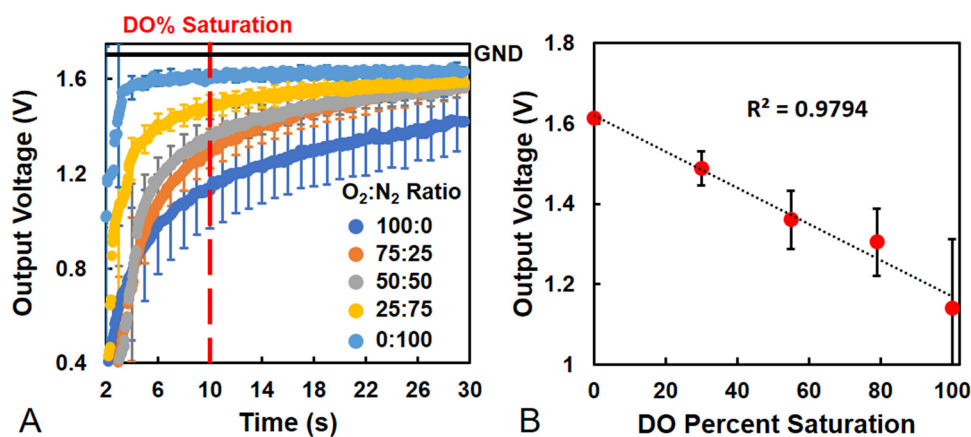 DO% Saturation
GND
Output Voltage (V)
1.6
1.2
0.8
0.4
O₂:N₂ Ratio
100:0
75:25
50:50
25:75
0:100
2 6 10 14 18 22 26 30
Time (s)
A
Output Voltage (V)
1.8
1.6
1.4
1.2
1
R² = 0.9794
0 20 40 60 80 100
DO Percent Saturation
B